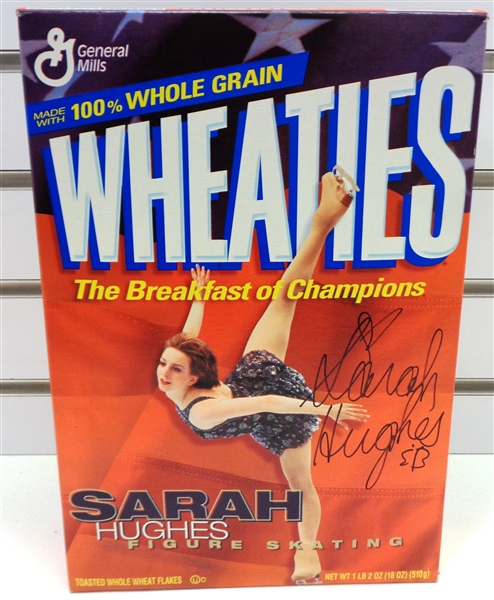 General
Mills
MADE
WITH 100% WHOLE GRAIN
WHEATIES
The Breakfast of Champions
Sarah
Hughes
SARAH
HUGHES
FIGURE SKATING
TOASTED WHOLE WHEAT FLAKES U D
NET WT 1 LB 2 OZ (18 OZ) (510g)